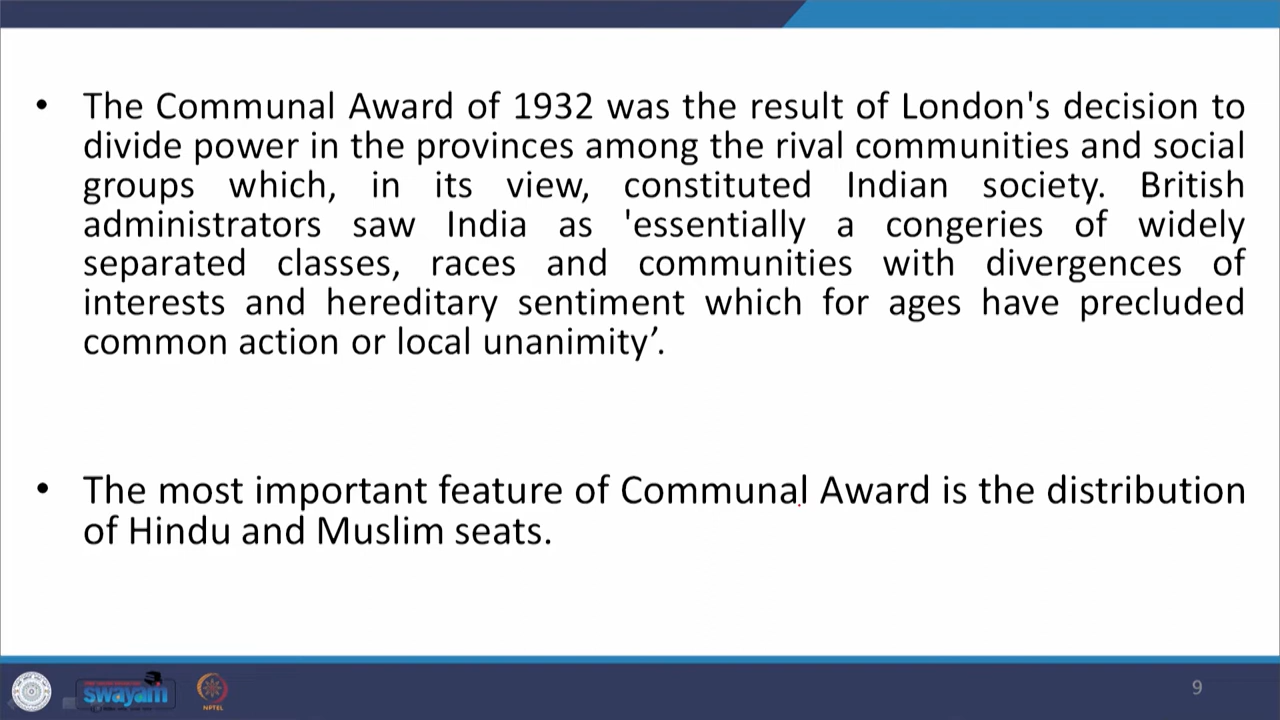 • The Communal Award of 1932 was the result of London's decision to
divide power in the provinces among the rival communities and social
groups which, in its view, constituted Indian society. British
administrators saw India as 'essentially a congeries of widely
separated classes, races and communities with divergences of
interests and hereditary sentiment which for ages have precluded
common action or local unanimity’.
• The most important feature of Communal Award is the distribution
of Hindu and Muslim seats.
swayam
NPTEL
9